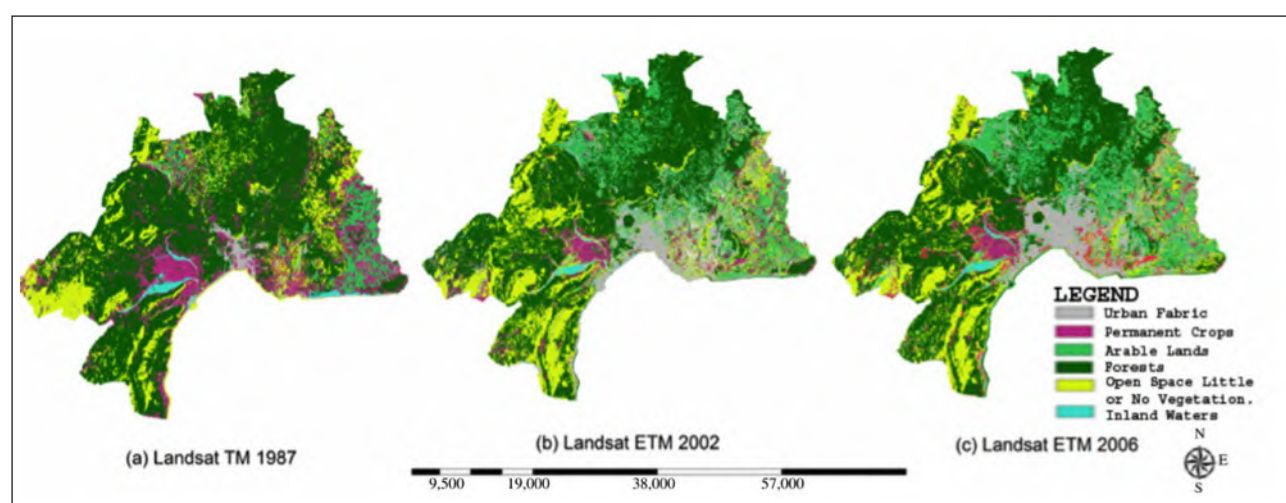 LEGEND
Urban Fabric
Permanent Crops
Arable Lands
Forests
Open Space Little
or No Vegetation.
Inland Waters
(a) Landsat TM 1987
(b) Landsat ETM 2002
(c) Landsat ETM 2006
N
E
S
9,500 19,000 38,000 57,000